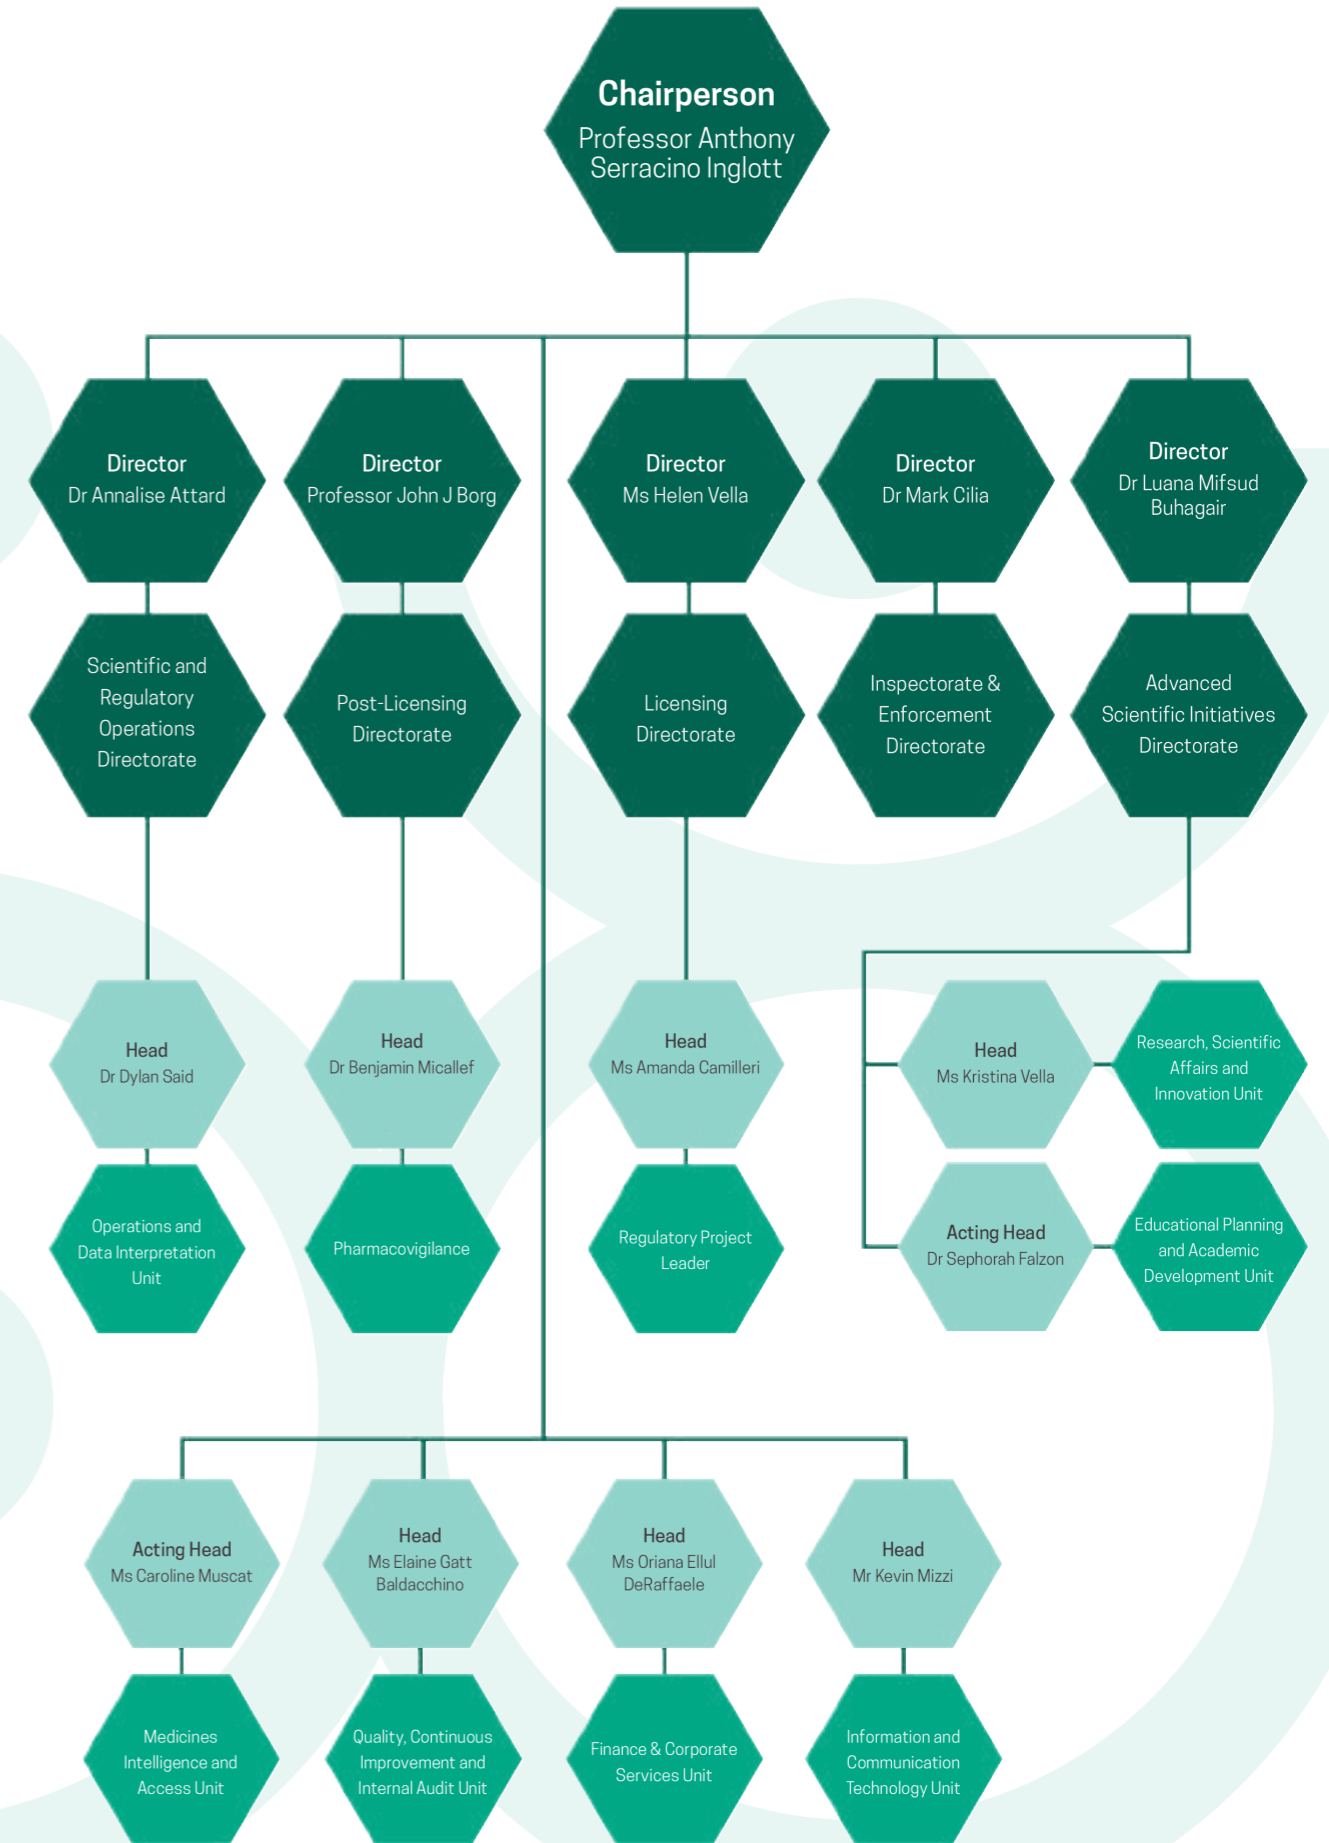 Chairperson
Professor Anthony
Serracino Inglott
Director
Dr Annalise Attard
Director
Professor John J Borg
Director
Ms Helen Vella
Director
Dr Mark Cilia
Director
Dr Luana Mifsud
Buhagair
Scientific and
Regulatory
Operations
Directorate
Post-Licensing
Directorate
Licensing
Directorate
Inspectorate &
Enforcement
Directorate
Advanced
Scientific Initiatives
Directorate
Head
Dr Dylan Said
Head
Dr Benjamin Micallef
Head
Ms Amanda Camilleri
Head
Ms Kristina Vella
Research, Scientific
Affairs and
Innovation Unit
Operations and
Data Interpretation
Unit
Pharmacovigilance
Regulatory Project
Leader
Acting Head
Dr Sephorah Falzon
Educational Planning
and Academic
Development Unit
Acting Head
Ms Caroline Muscat
Head
Ms Elaine Gatt
Baldacchino
Head
Ms Oriana Ellul
DeRaffaele
Head
Mr Kevin Mizzi
Medicines
Intelligence and
Access Unit
Quality, Continuous
Improvement and
Internal Audit Unit
Finance & Corporate
Services Unit
Information and
Communication
Technology Unit